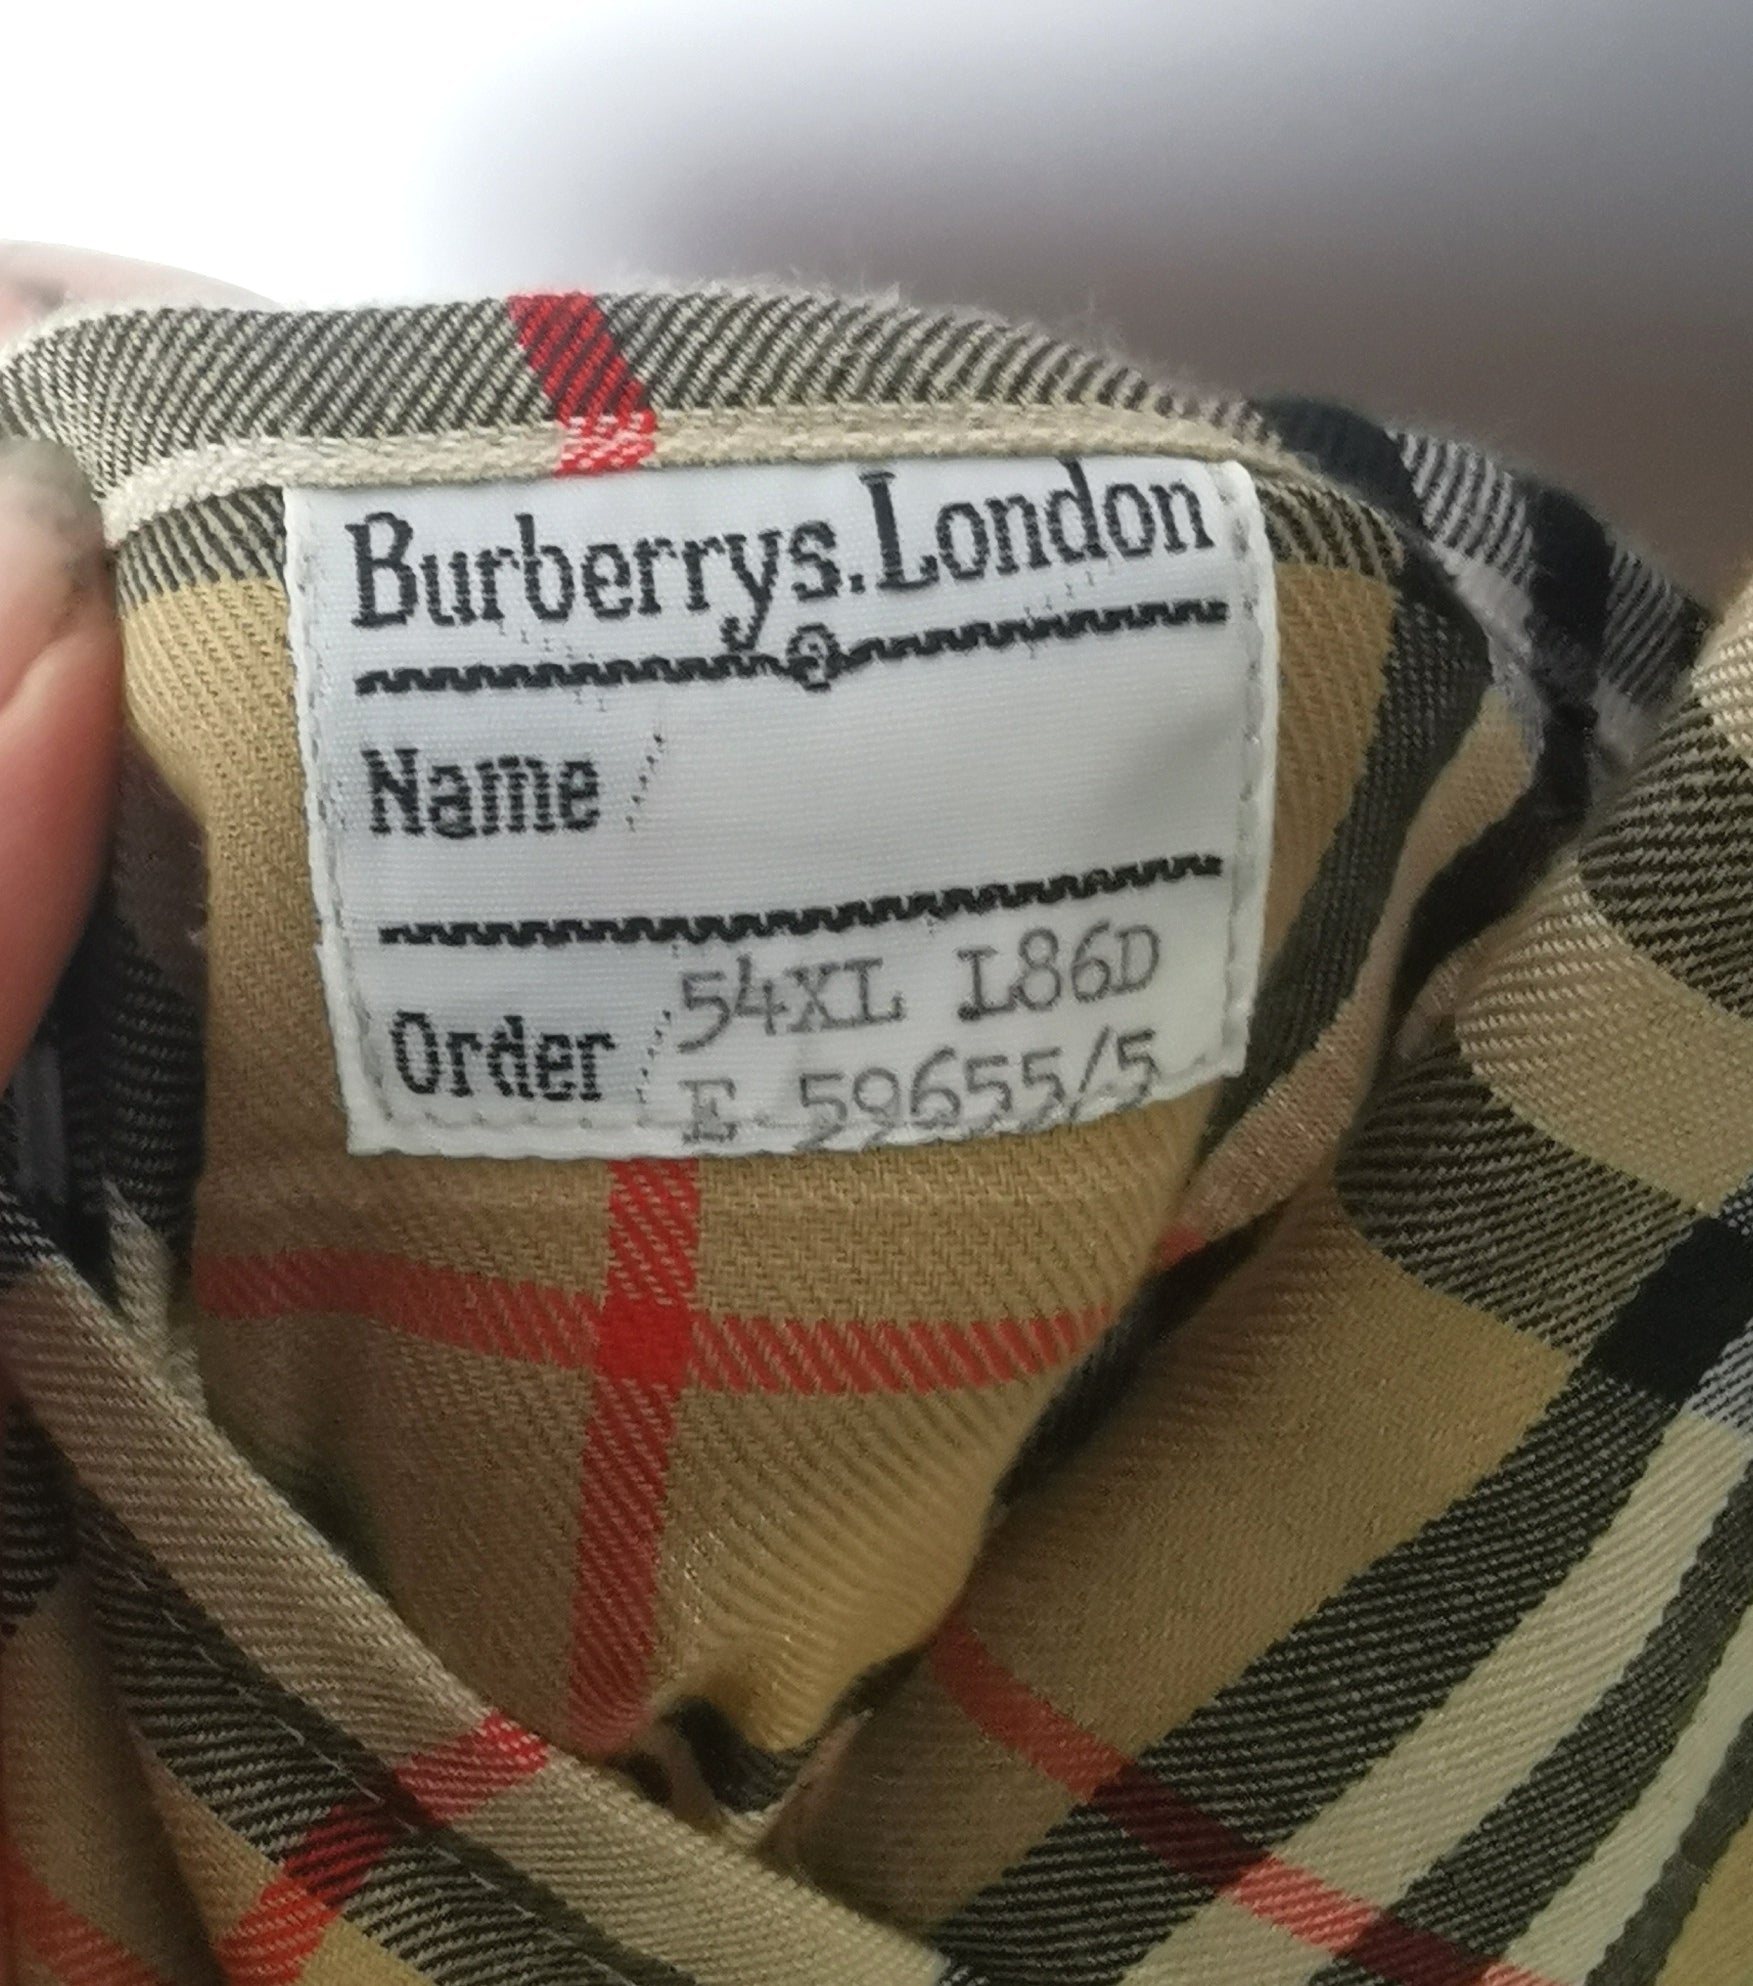 Burberrys.London
Name
Order 54XL L86D
E 59655/5